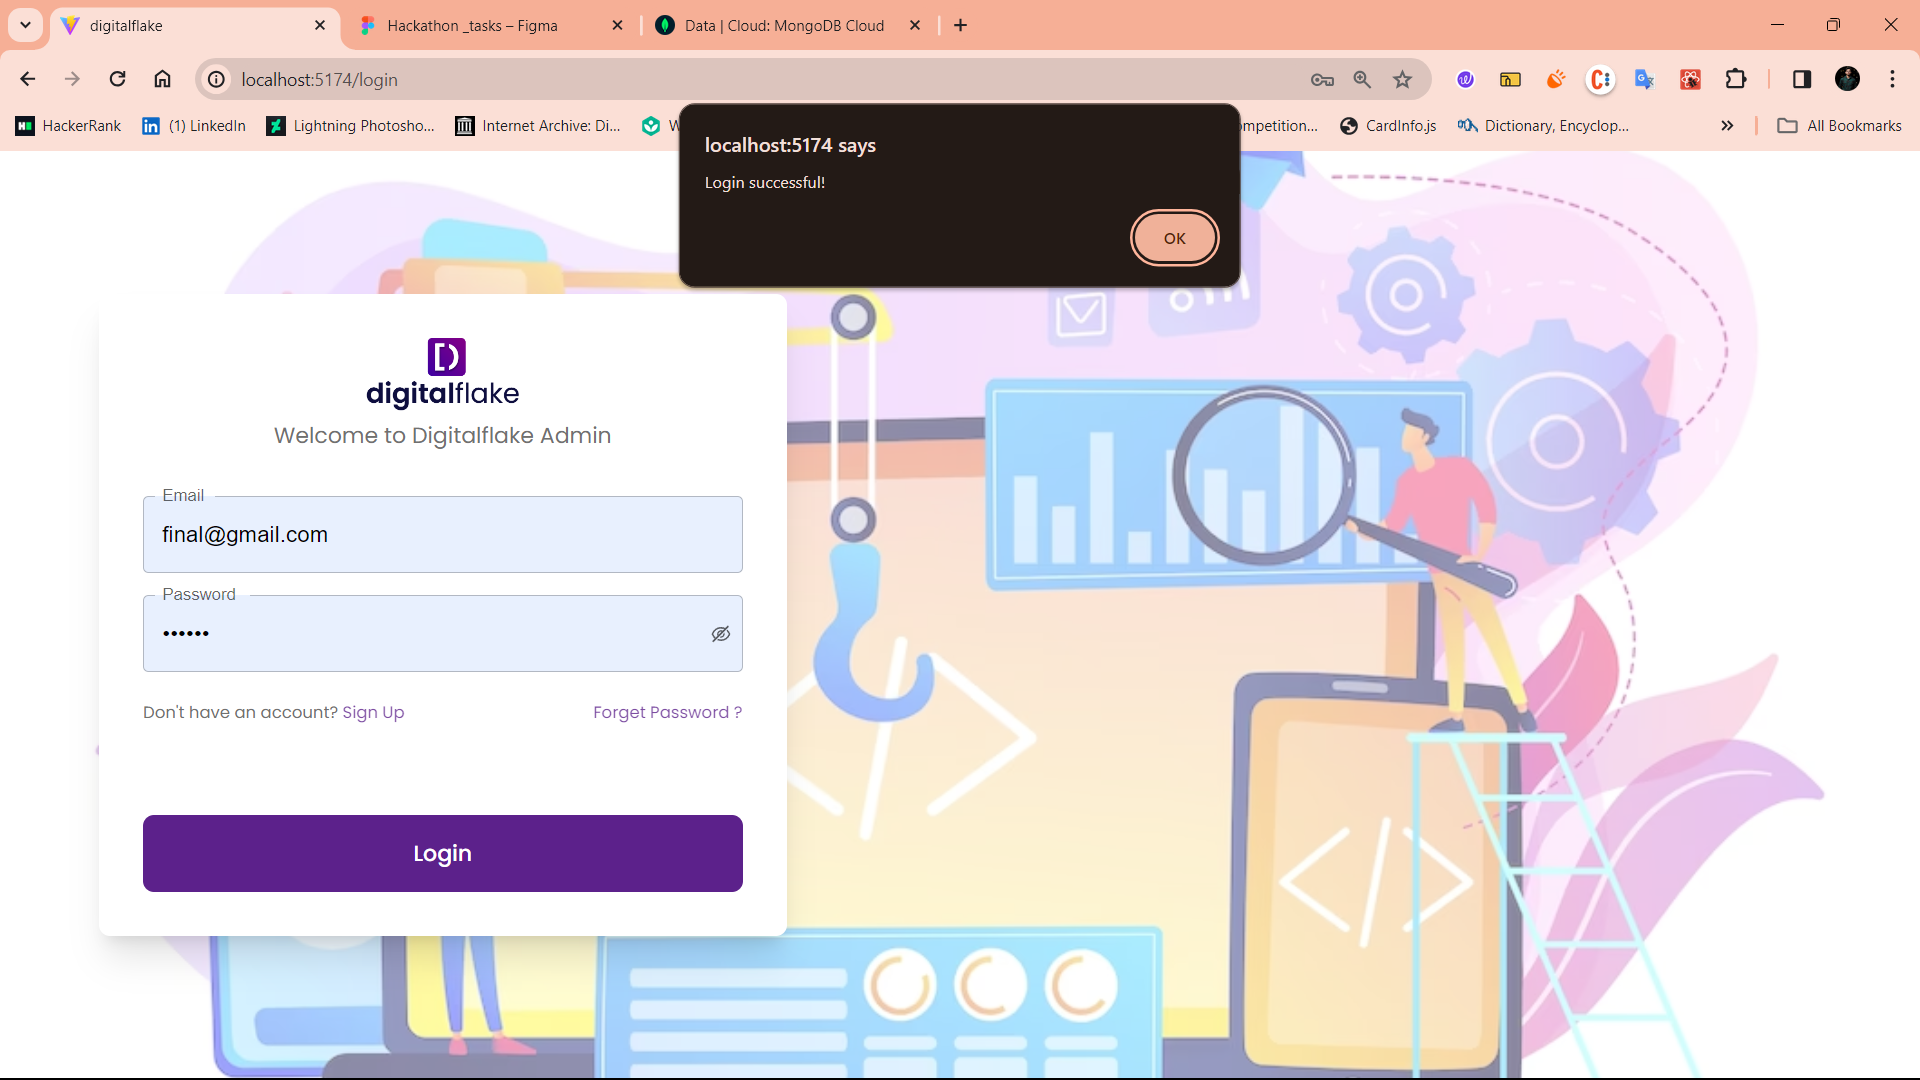 digitalflake
Hackathon _tasks – Figma
Data | Cloud: MongoDB Cloud
localhost:5174/login
HackerRank
(1) LinkedIn
Lightning Photosho...
Internet Archive: Di...
W
ompetition...
CardInfo.js
Dictionary, Encyclop...
All Bookmarks
localhost:5174 says
Login successful!
OK
digitalflake
Welcome to Digitalflake Admin
Email
final@gmail.com
Password
Don't have an account? Sign Up
Forget Password ?
Login